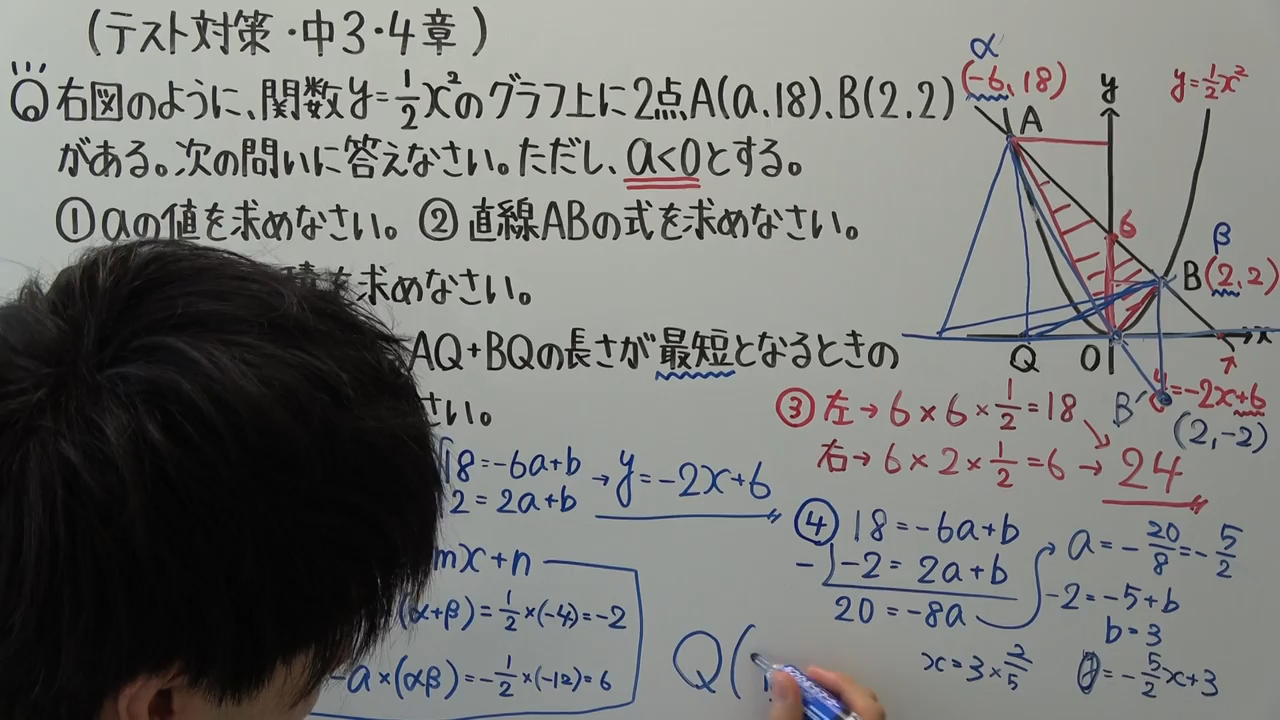 (テスト対策・中3・4章)
Q 右図のように、関数y=1/2x²のグラフ上に2点A(a.18)、B(2.2)
がある。次の問いに答えなさい。ただし、a<0とする。
①aの値を求めなさい。②直線ABの式を求めなさい。
積を求めなさい。
AQ+BQの長さが最短となるときの
さい。
18=-6a+b
2=2a+b
→y=-2x+6
mx+n
(α+β)=1/2×(-4)=-2
-a×(αβ)=-1/2×(-12)=6
α
(-6,18)
A
y
y=1/2x²
6
β
B(2,2)
Q
O
x
B'
=-2x+6
(2,-2)
③左→6×6×1/2=18
右→6×2×1/2=6→24
④18=-6a+b
- -2=2a+b
20=-8a
a=-20/8=-5/2
-2=-5+b
b=3
y=-5/2x+3
x=3×2/5
Q(